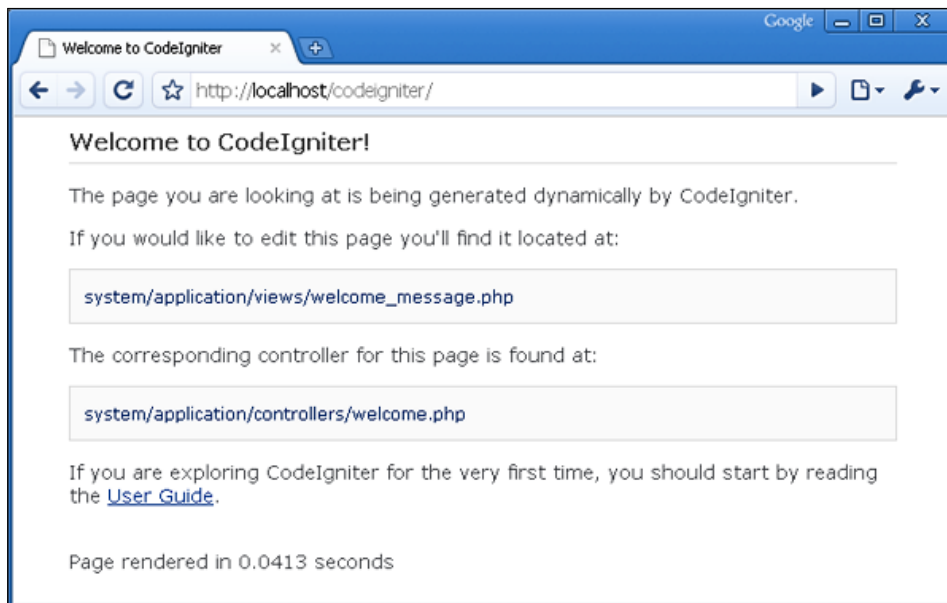 Google
Welcome to CodeIgniter
http://localhost/codeigniter/
Welcome to CodeIgniter!
The page you are looking at is being generated dynamically by CodeIgniter.
If you would like to edit this page you'll find it located at:
system/application/views/welcome_message.php
The corresponding controller for this page is found at:
system/application/controllers/welcome.php
If you are exploring CodeIgniter for the very first time, you should start by reading
the User Guide.
Page rendered in 0.0413 seconds